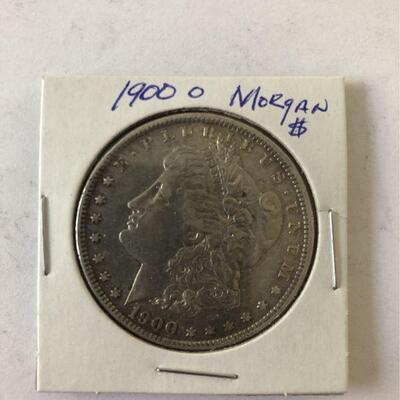 1900 O MORGAN
$
E·PLURIBUS·UNUM
1900